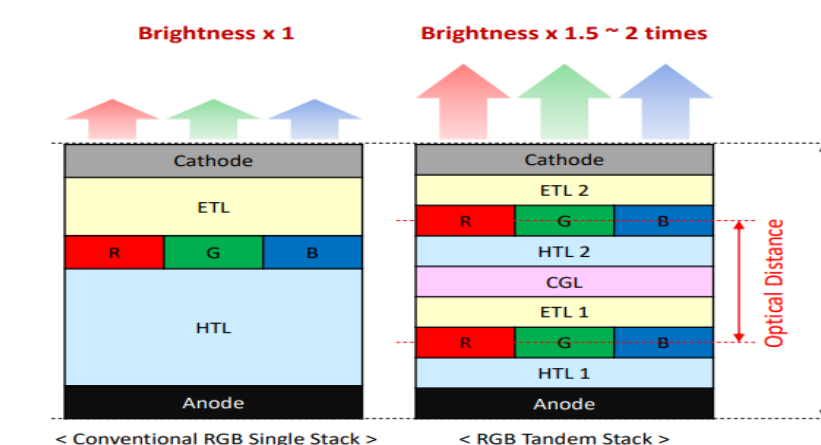 Brightness x 1
Brightness x 1.5 ~ 2 times
Cathode
ETL
R G B
HTL
Anode
< Conventional RGB Single Stack >
Cathode
ETL 2
R G B
HTL 2
CGL
ETL 1
R G B
HTL 1
Anode
< RGB Tandem Stack >
Optical Distance